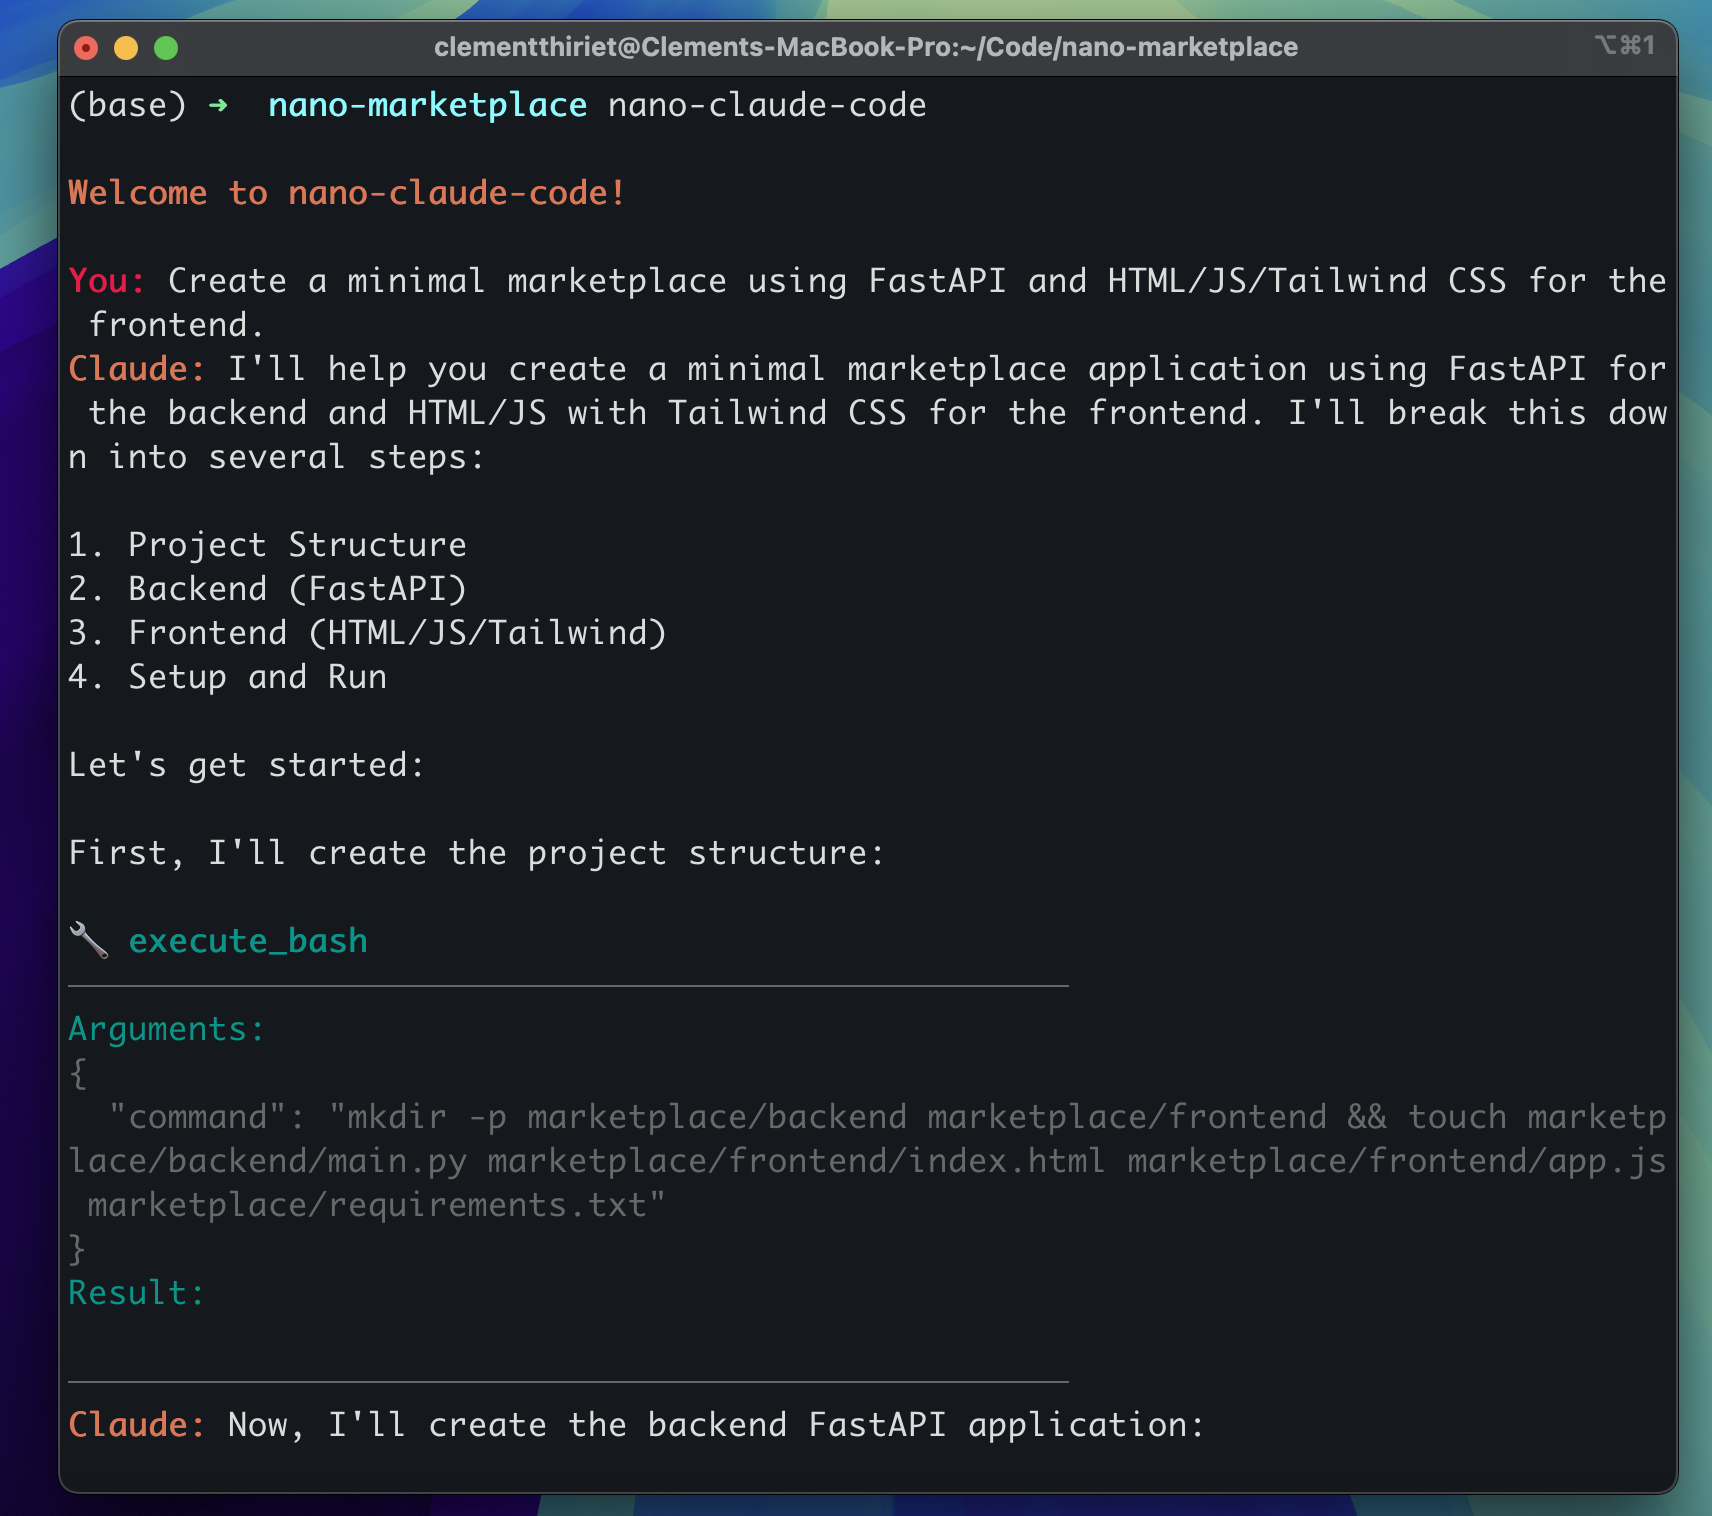 clementthiriet@Clements-MacBook-Pro:~/Code/nano-marketplace ⌥⌘1
(base) ➜  nano-marketplace nano-claude-code
Welcome to nano-claude-code!
You: Create a minimal marketplace using FastAPI and HTML/JS/Tailwind CSS for the
 frontend.
Claude: I'll help you create a minimal marketplace application using FastAPI for
 the backend and HTML/JS with Tailwind CSS for the frontend. I'll break this dow
n into several steps:
1. Project Structure
2. Backend (FastAPI)
3. Frontend (HTML/JS/Tailwind)
4. Setup and Run
Let's get started:
First, I'll create the project structure:
🔧 execute_bash
Arguments:
{
  "command": "mkdir -p marketplace/backend marketplace/frontend && touch marketp
lace/backend/main.py marketplace/frontend/index.html marketplace/frontend/app.js
 marketplace/requirements.txt"
}
Result:
Claude: Now, I'll create the backend FastAPI application: